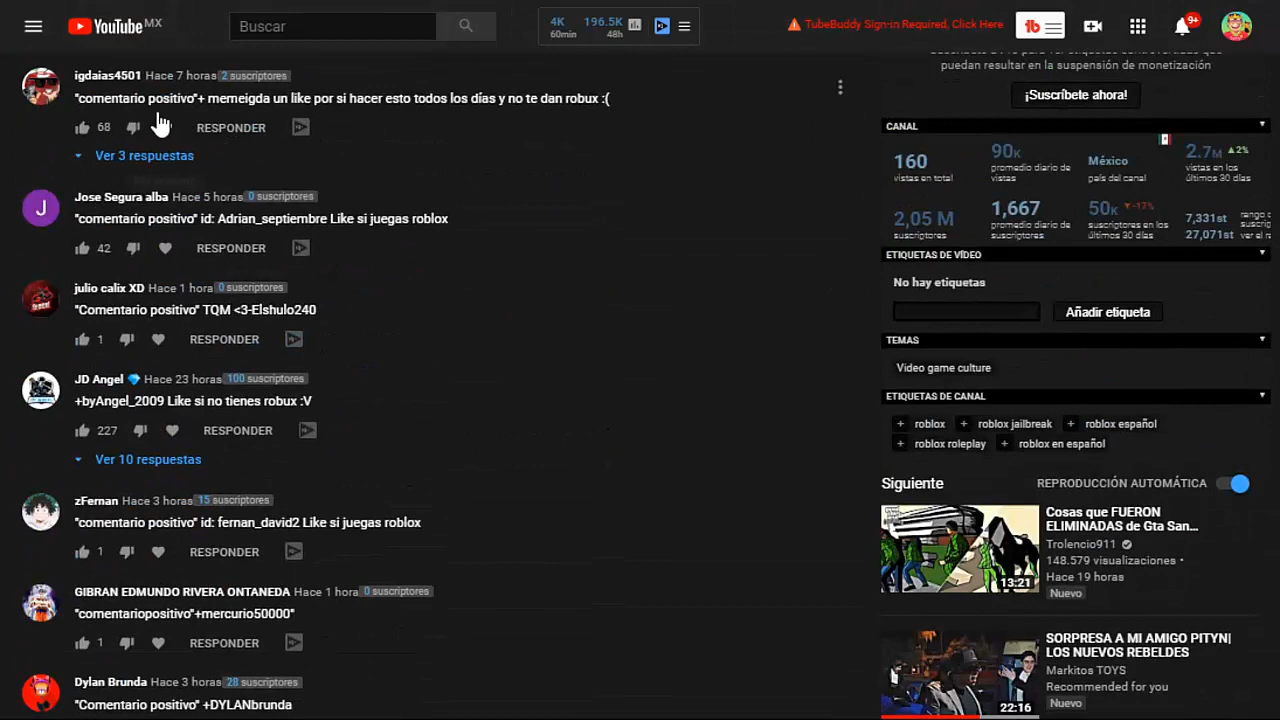 YouTube MX
Buscar
4K 196.5K
60min 48h
TubeBuddy Sign-in Required, Click Here
tb
9+
puedan resultar en la suspensión de monetización
¡Suscríbete ahora!
igdaias4501 Hace 7 horas 2 suscriptores
"comentario positivo"+ memeigda un like por si hacer esto todos los días y no te dan robux :(
68 RESPONDER
Ver 3 respuestas
Jose Segura alba Hace 5 horas 0 suscriptores
J
"comentario positivo" id: Adrian_septiembre Like si juegas roblox
42 RESPONDER
julio calix XD Hace 1 hora 0 suscriptores
"Comentario positivo" TQM <3-Elshulo240
1 RESPONDER
JD Angel 💎 Hace 23 horas 100 suscriptores
+byAngel_2009 Like si no tienes robux :V
227 RESPONDER
Ver 10 respuestas
zFernan Hace 3 horas 15 suscriptores
"comentario positivo" id: fernan_david2 Like si juegas roblox
1 RESPONDER
GIBRAN EDMUNDO RIVERA ONTANEDA Hace 1 hora 0 suscriptores
"comentariopositivo"+mercurio50000"
1 RESPONDER
Dylan Brunda Hace 3 horas 28 suscriptores
"Comentario positivo" +DYLANbrunda
CANAL
160
vistas en total
90K
promedio diario de
vistas
México
país del canal
2.7M ▲2%
vistas en los
últimos 30 días
2,05 M
suscriptores
1,667
promedio diario de
suscriptores
50K ▼-17%
suscriptores en los
últimos 30 días
7,331st
27,071st
rango d
suscrip
ver el r
ETIQUETAS DE VÍDEO
No hay etiquetas
Añadir etiqueta
TEMAS
Video game culture
ETIQUETAS DE CANAL
+ roblox + roblox jailbreak + roblox español
+ roblox roleplay + roblox en español
Siguiente REPRODUCCIÓN AUTOMÁTICA
Cosas que FUERON
ELIMINADAS de Gta San...
Trolencio911
148.579 visualizaciones •
Hace 19 horas
Nuevo
13:21
SORPRESA A MI AMIGO PITYN|
LOS NUEVOS REBELDES
Markitos TOYS
Recommended for you
Nuevo
22:16